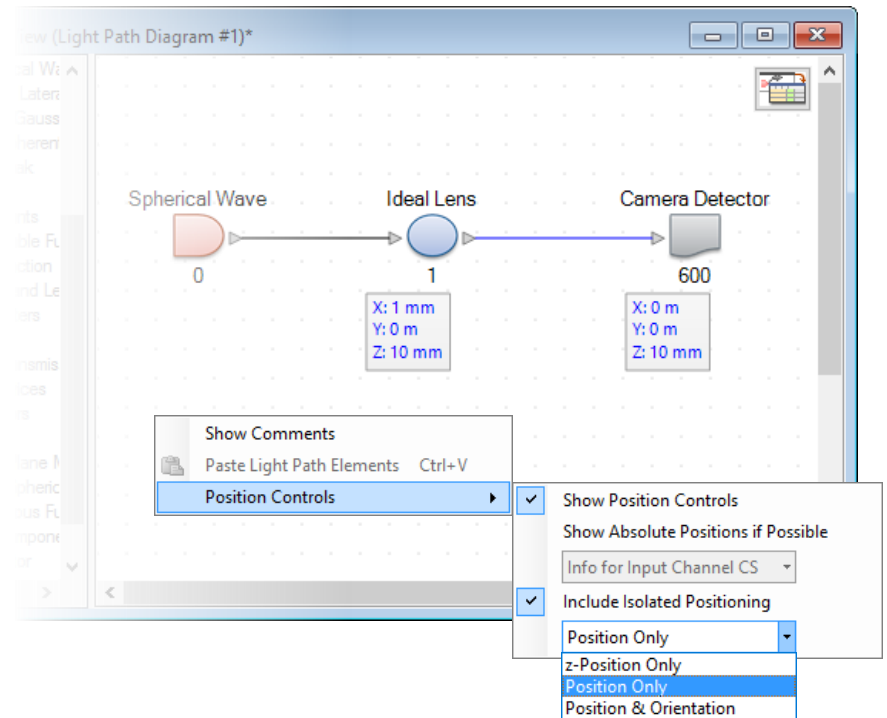 ew (Light Path Diagram #1)*
Spherical Wave
Ideal Lens
Camera Detector
0
1
600
X: 1 mm
Y: 0 m
Z: 10 mm
X: 0 m
Y: 0 m
Z: 10 mm
Show Comments
Paste Light Path Elements Ctrl+V
Position Controls
Show Position Controls
Show Absolute Positions if Possible
Info for Input Channel CS
Include Isolated Positioning
Position Only
z-Position Only
Position Only
Position & Orientation